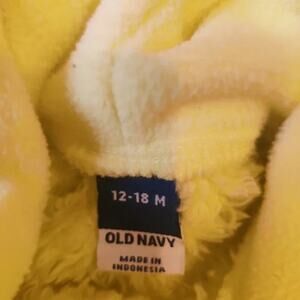 12-18 M
OLD NAVY
MADE IN
INDONESIA